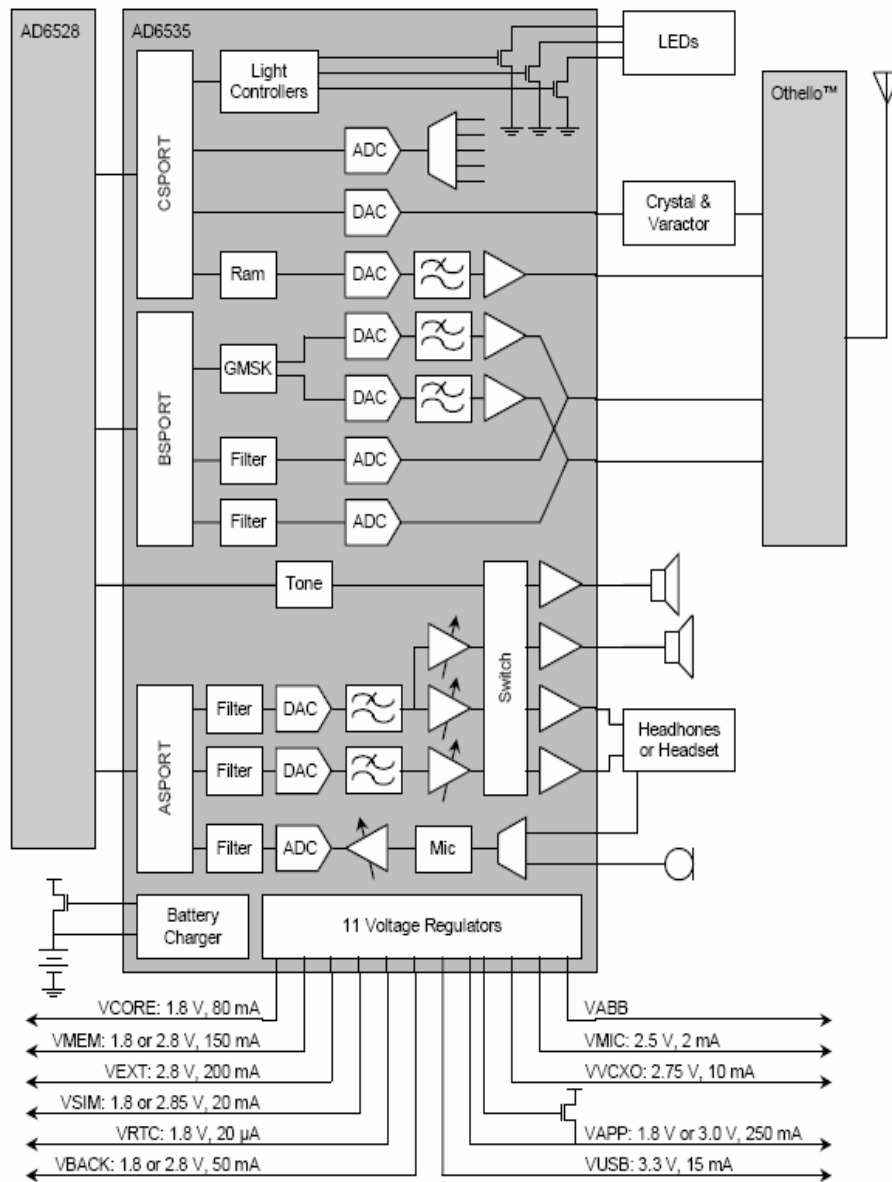 AD6528
AD6535
LEDs
Light
Controllers
Othello™
CSPORT
ADC
DAC
Crystal &
Varactor
Ram
DAC
BSPORT
GMSK
DAC
DAC
Filter
ADC
Filter
ADC
Tone
Switch
ASPORT
Filter
DAC
Headhones
or Headset
Filter
DAC
Filter
ADC
Mic
Battery
Charger
11 Voltage Regulators
VCORE: 1.8 V, 80 mA
VABB
VMEM: 1.8 or 2.8 V, 150 mA
VMIC: 2.5 V, 2 mA
VEXT: 2.8 V, 200 mA
VVCXO: 2.75 V, 10 mA
VSIM: 1.8 or 2.85 V, 20 mA
VRTC: 1.8 V, 20 µA
VAPP: 1.8 V or 3.0 V, 250 mA
VBACK: 1.8 or 2.8 V, 50 mA
VUSB: 3.3 V, 15 mA